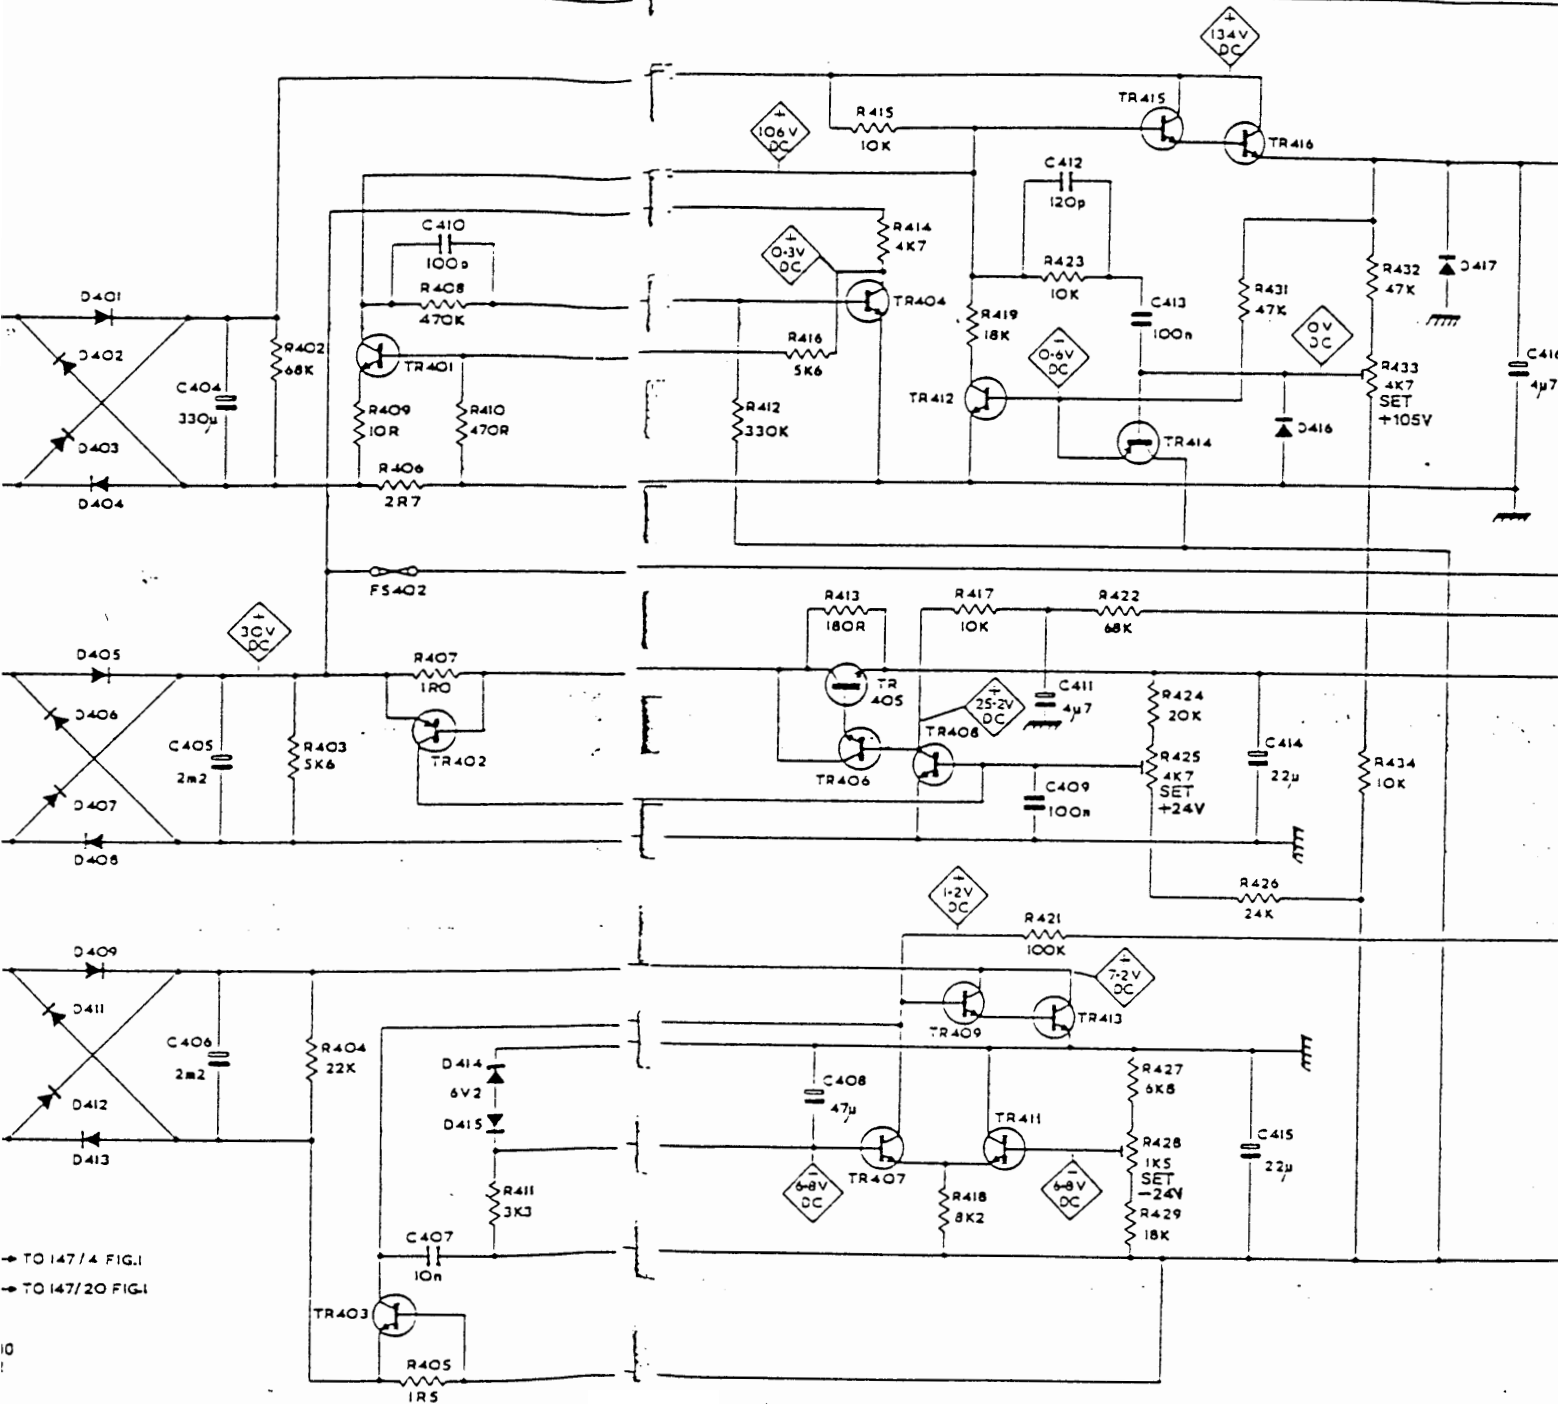 +
134V
DC
TR415
TR416
R415
10K
+
106V
DC
C412
120p
C410
100p
R408
470K
+
0·3V
DC
R414
4K7
TR404
R423
10K
C413
100n
R419
18K
R431
47K
R432
47K
D417
0V
DC
D401
D402
D403
D404
C404
330µ
R402
68K
TR401
R409
10R
R410
470R
R406
2R7
R416
5K6
R412
330K
−
0·6V
DC
TR412
TR414
D416
R433
4K7
SET
+105V
4µ7
FS402
+
30V
DC
D405
D406
D407
D408
C405
2m2
R403
5K6
R407
1R0
TR402
R413
180R
TR
405
TR406
R417
10K
R422
68K
+
25·2V
DC
C411
4µ7
TR408
C409
100n
R424
20K
R425
4K7
SET
+24V
C414
22µ
R434
10K
R426
24K
+
1·2V
DC
R421
100K
+
7·2V
DC
D409
D411
D412
D413
C406
2m2
R404
22K
TR409
TR413
D414
6V2
D415
R411
3K3
C408
47µ
TR407
TR411
−
6·8V
DC
−
6·8V
DC
R418
8K2
R427
6K8
R428
1K5
SET
−24V
R429
18K
C415
22µ
C407
10n
TR403
R405
1R5
→ TO 147/4 FIG.1
→ TO 147/20 FIG.1